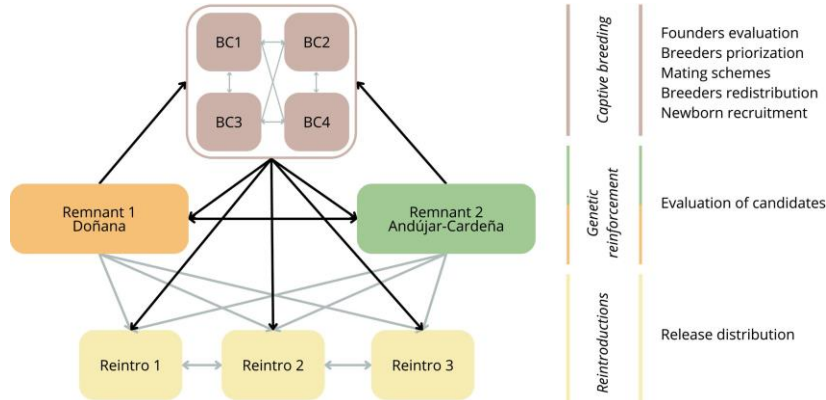 BC1
BC2
BC3
BC4
Remnant 1
Doñana
Remnant 2
Andújar-Cardeña
Reintro 1
Reintro 2
Reintro 3
Captive breeding
Founders evaluation
Breeders priorization
Mating schemes
Breeders redistribution
Newborn recruitment
Genetic
reinforcement
Evaluation of candidates
Reintroductions
Release distribution